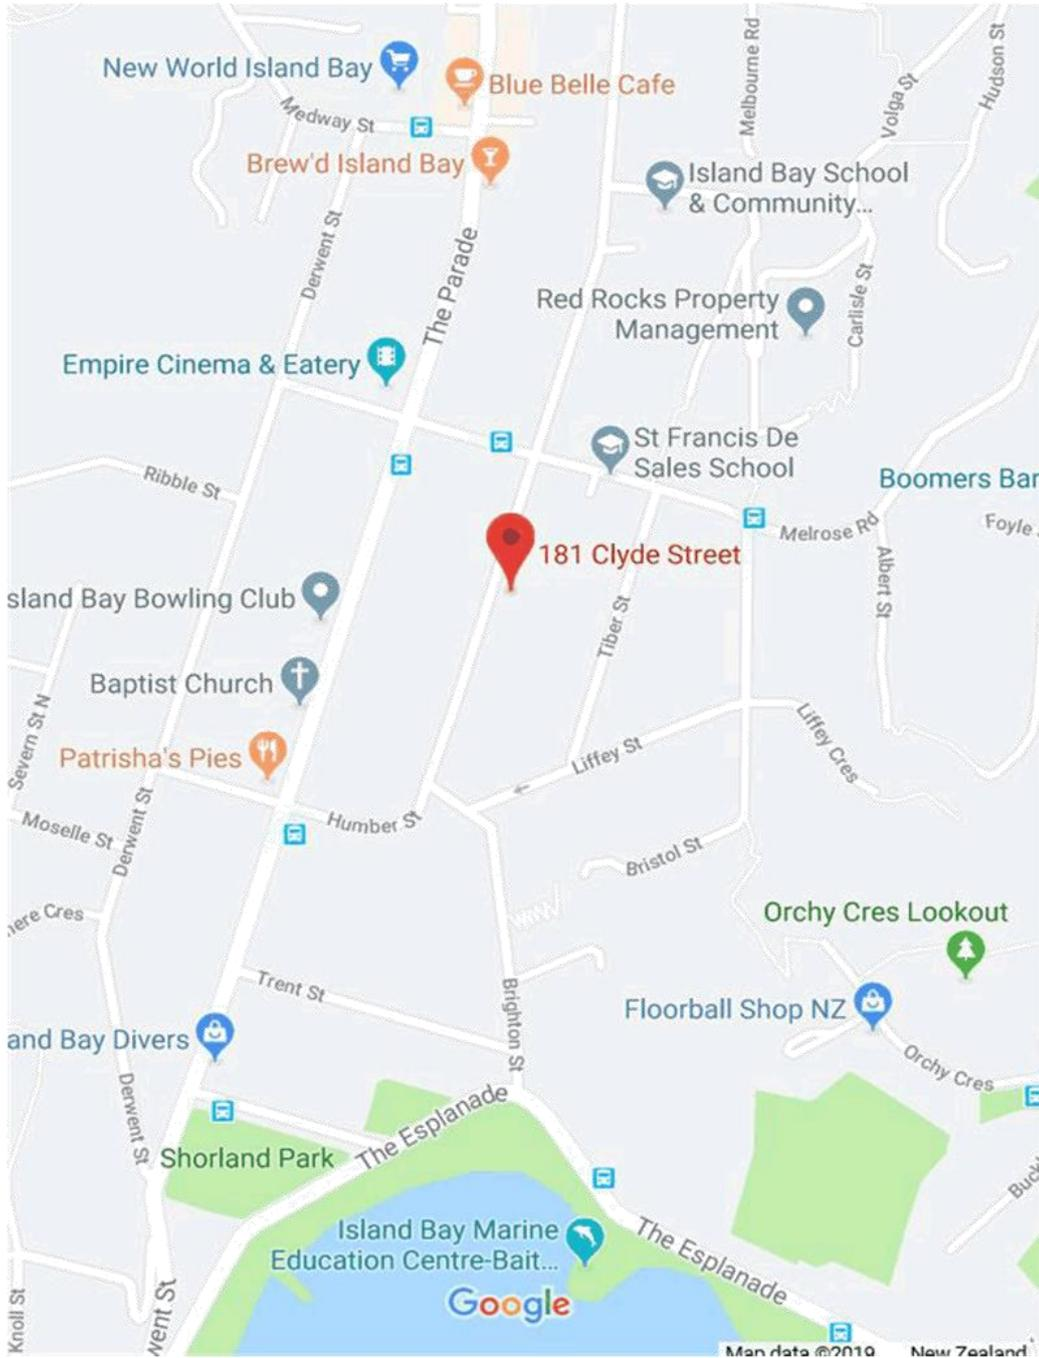 New World Island Bay
Blue Belle Cafe
Melbourne Rd
Volga St
Hudson St
Medway St
Brew'd Island Bay
Island Bay School
& Community...
Derwent St
The Parade
Red Rocks Property
Management
Carlisle St
Empire Cinema & Eatery
St Francis De
Sales School
Boomers Bar
Ribble St
Melrose Rd
Foyle
181 Clyde Street
Albert St
sland Bay Bowling Club
Tiber St
Baptist Church
Severn St N
Patrisha's Pies
Liffey St
Liffey Cres
Moselle St
Derwent St
Humber St
Bristol St
nere Cres
Orchy Cres Lookout
Trent St
Brighton St
Floorball Shop NZ
and Bay Divers
Orchy Cres
Derwent St
The Esplanade
Shorland Park
Buckl
Island Bay Marine
Education Centre-Bait...
The Esplanade
Google
Knoll St
went St
Map data ©2019 New Zealand